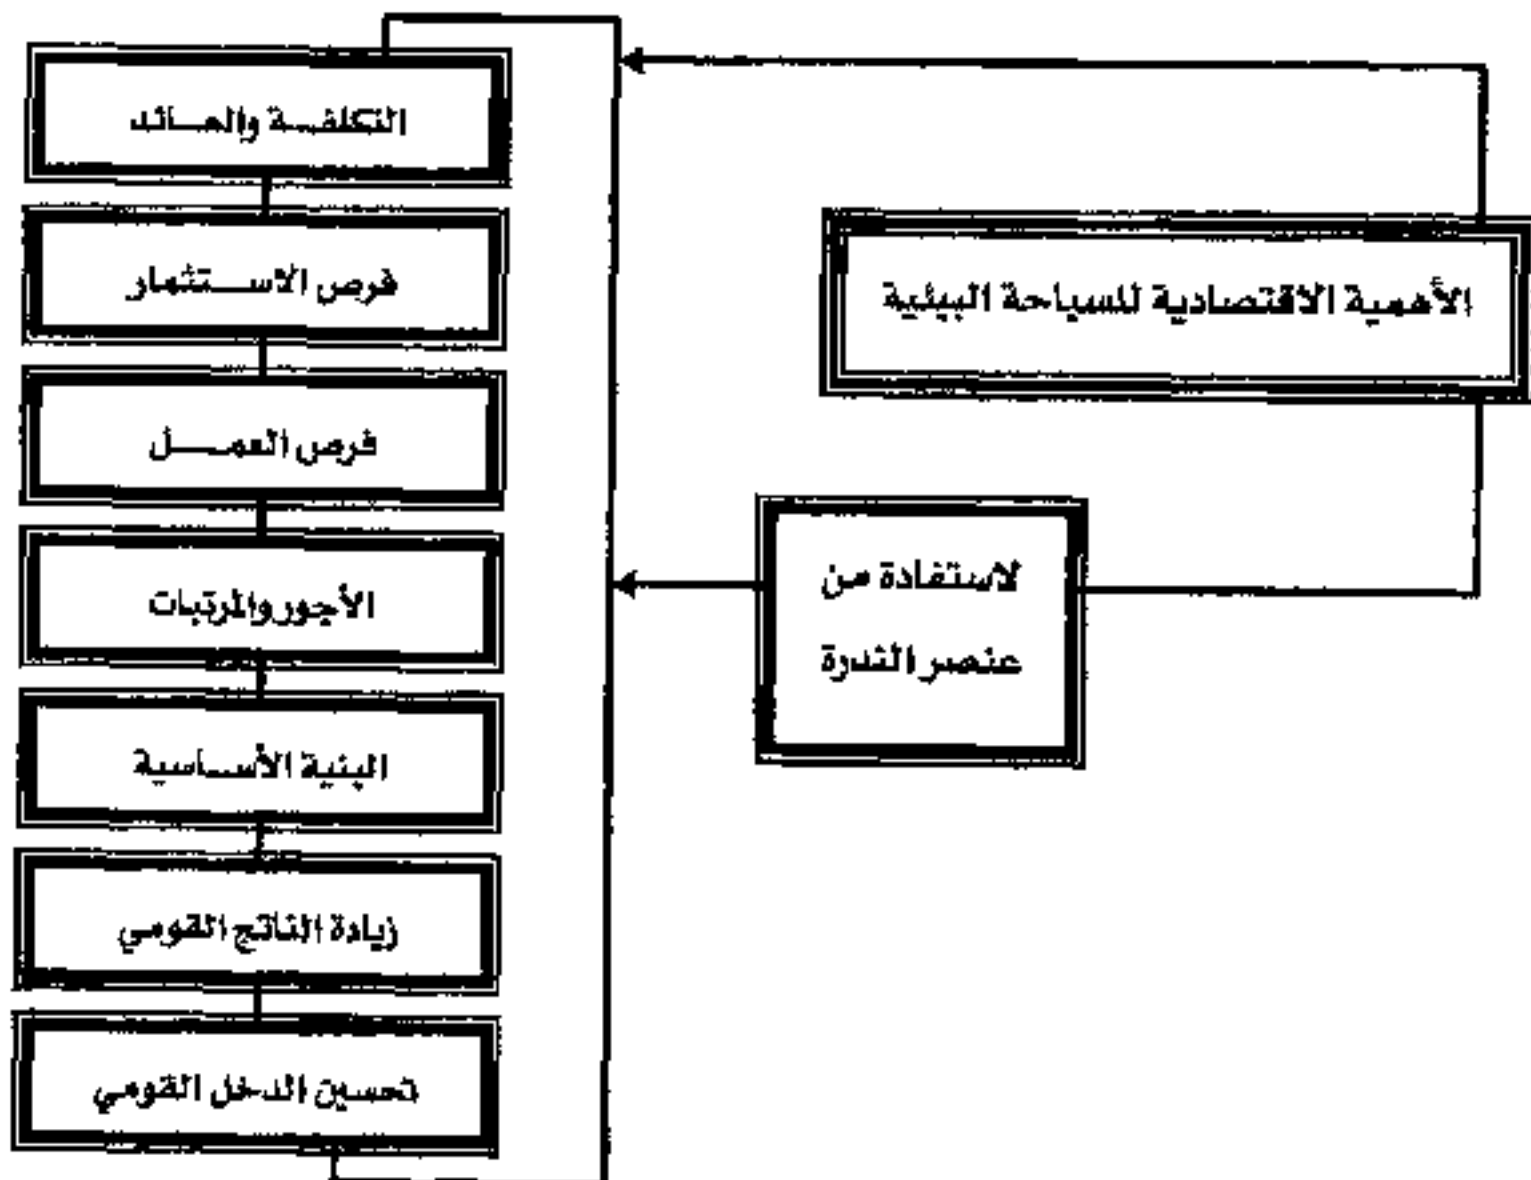 الأهمية الاقتصادية للسياحة البيئية
لاستفادة من
عنصر الندرة
التكلفة والعائد
فرص الاستثمار
فرص العمل
الأجور والمرتبات
البنية الأساسية
زيادة الناتج القومي
تحسين الدخل القومي